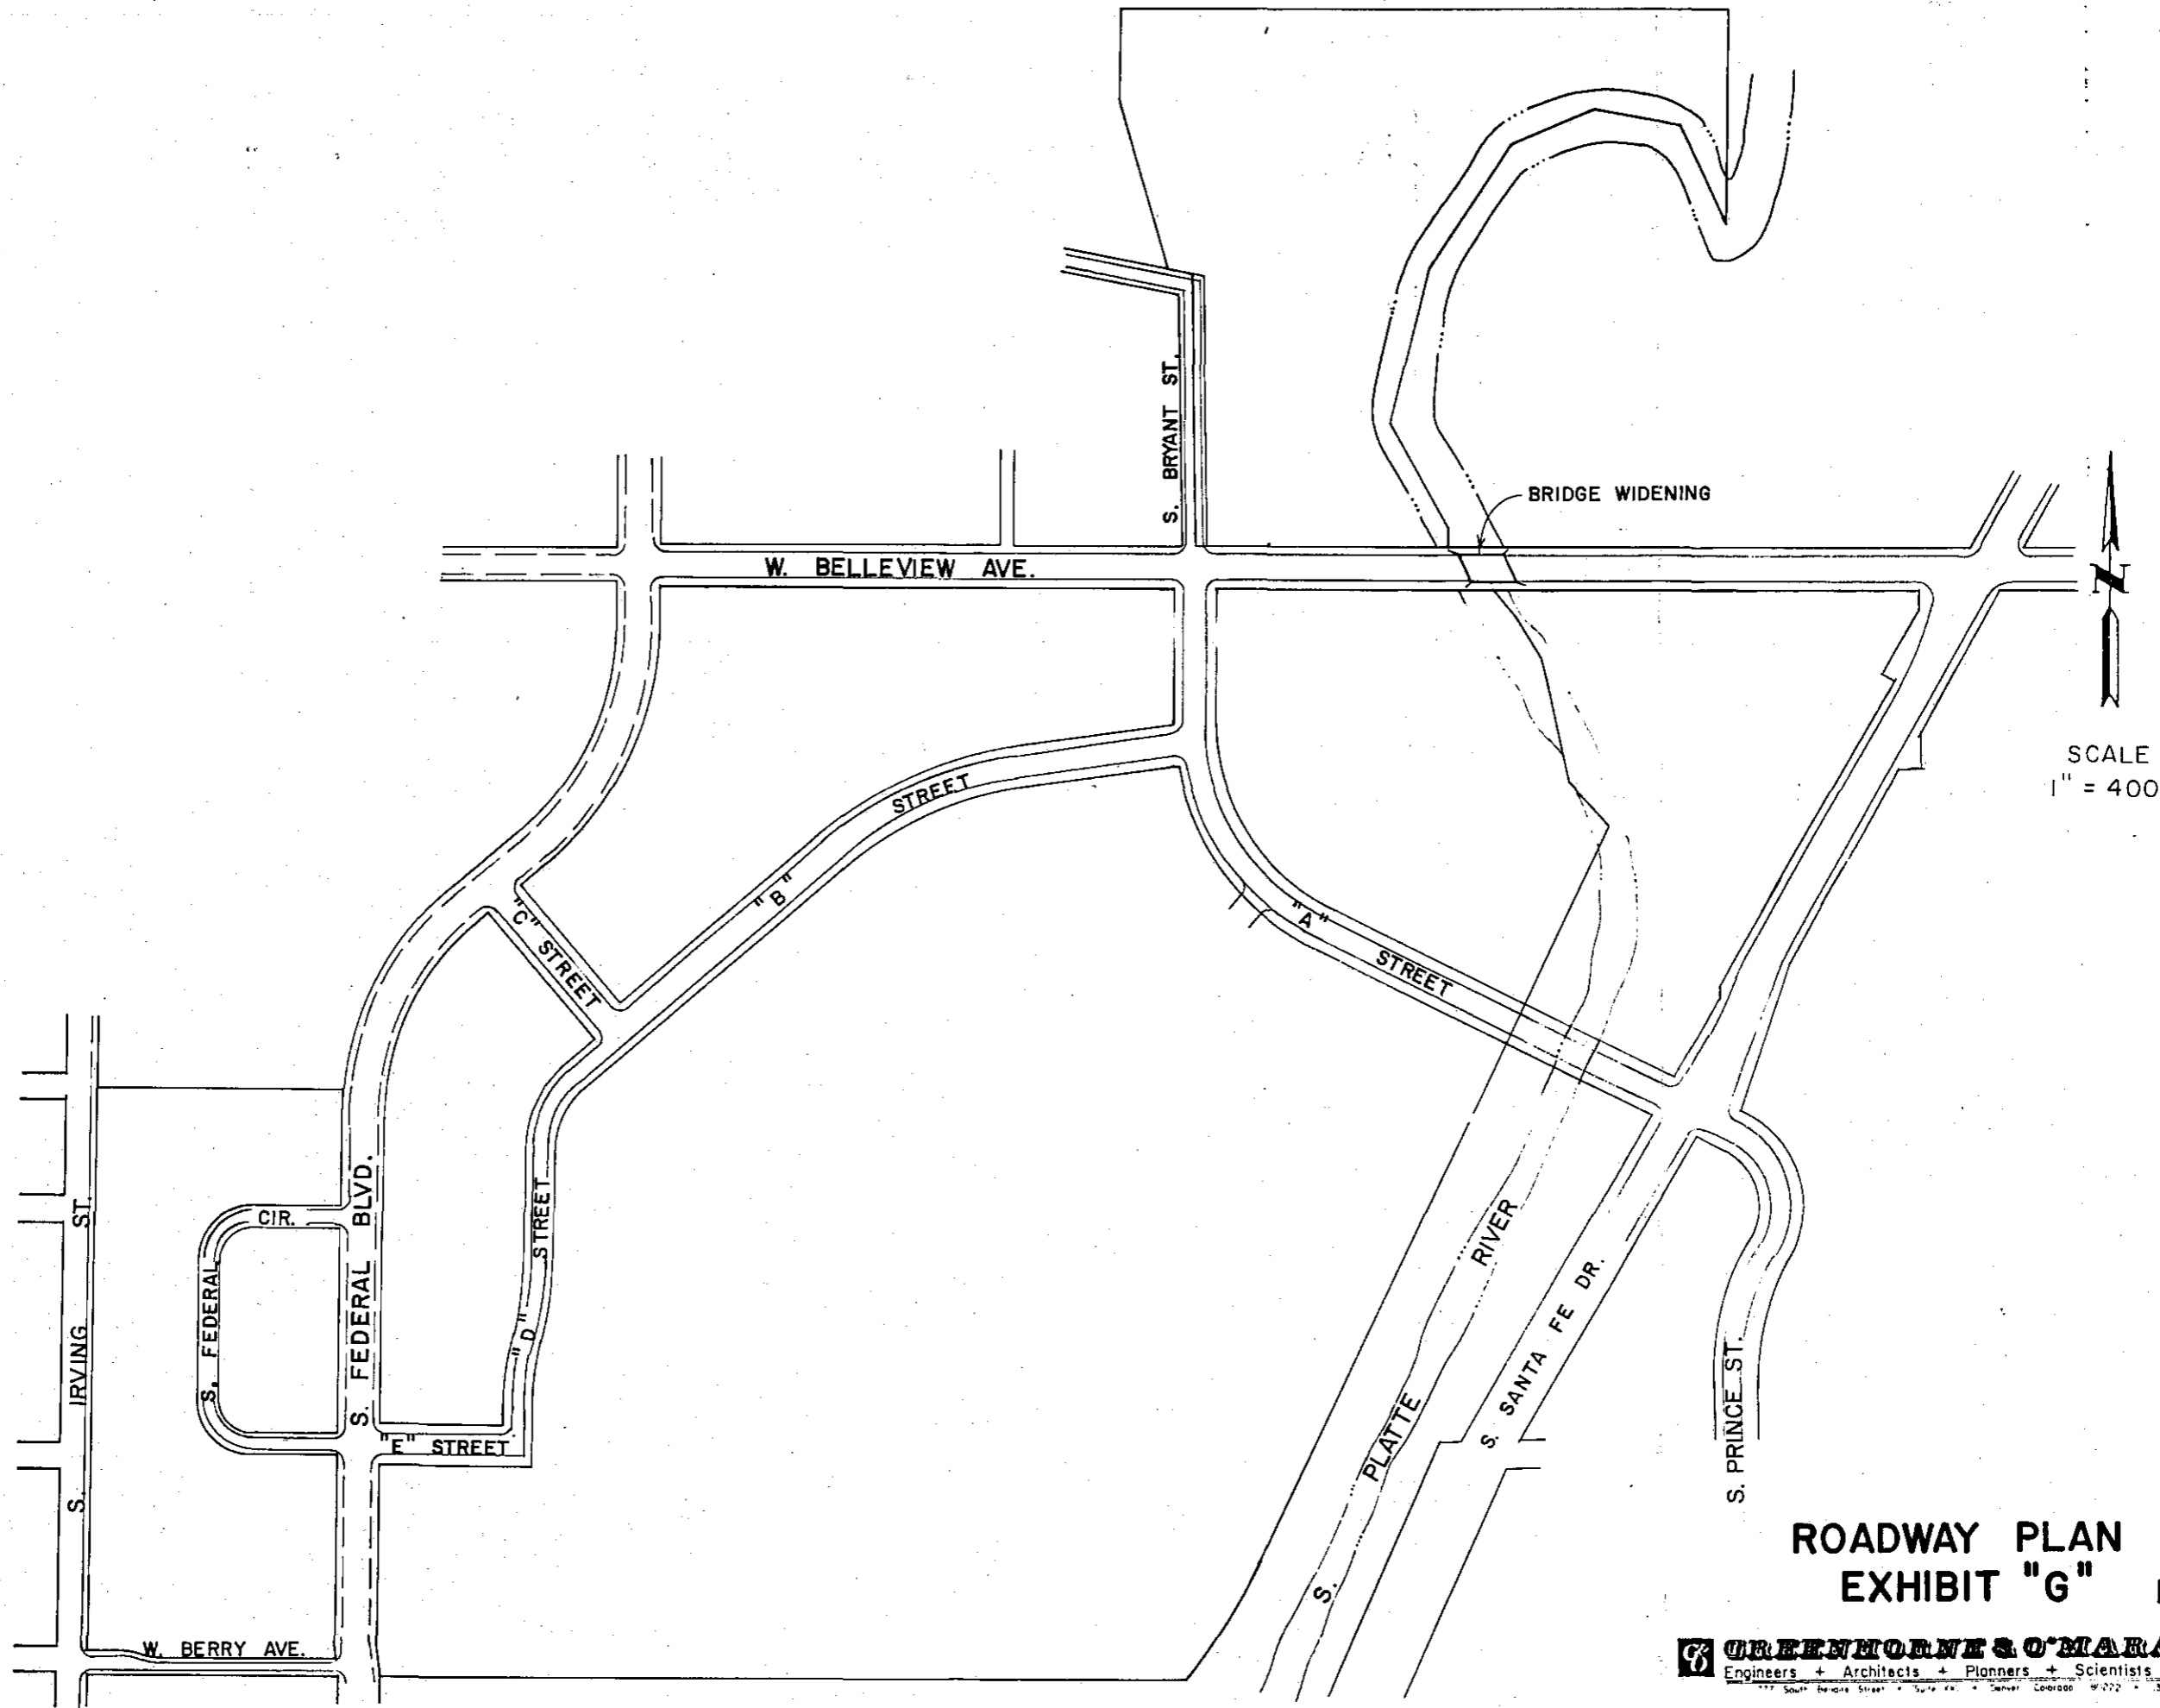 S. BRYANT ST.
BRIDGE WIDENING
W. BELLEVIEW AVE.
N
SCALE
1" = 400
"B" STREET
"C" STREET
"A" STREET
CIR.
S. FEDERAL
S. FEDERAL BLVD.
"D" STREET
"E" STREET
S. IRVING ST.
W. BERRY AVE.
S. PLATTE RIVER
S. SANTA FE DR.
S. PRINCE ST.
ROADWAY PLAN
EXHIBIT "G"
GREENHORNE & O'MARA
Engineers + Architects + Planners + Scientists